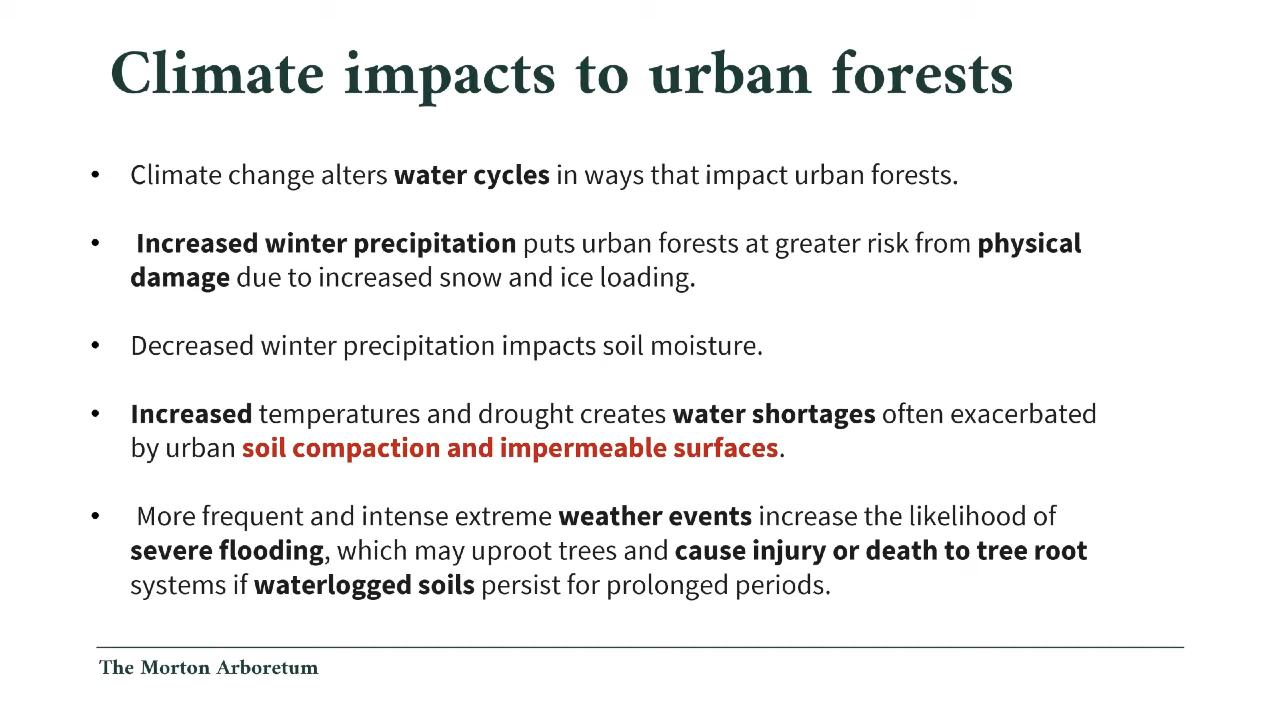 Climate impacts to urban forests
• Climate change alters water cycles in ways that impact urban forests.
• Increased winter precipitation puts urban forests at greater risk from physical
damage due to increased snow and ice loading.
• Decreased winter precipitation impacts soil moisture.
• Increased temperatures and drought creates water shortages often exacerbated
by urban soil compaction and impermeable surfaces.
• More frequent and intense extreme weather events increase the likelihood of
severe flooding, which may uproot trees and cause injury or death to tree root
systems if waterlogged soils persist for prolonged periods.
The Morton Arboretum